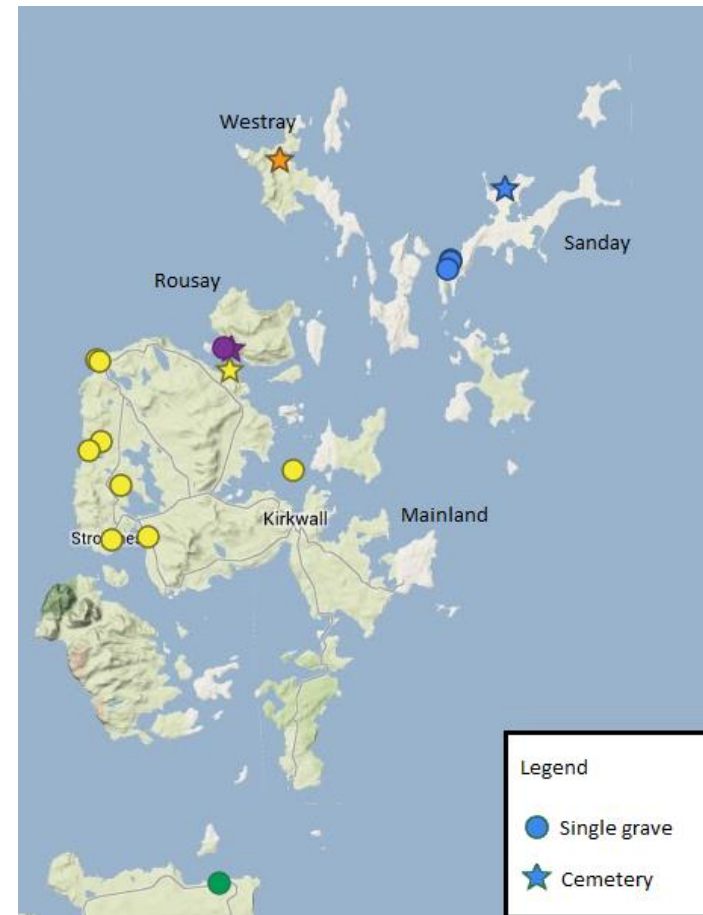 Westray
Sanday
Rousay
Kirkwall
Mainland
Legend
Single grave
Cemetery